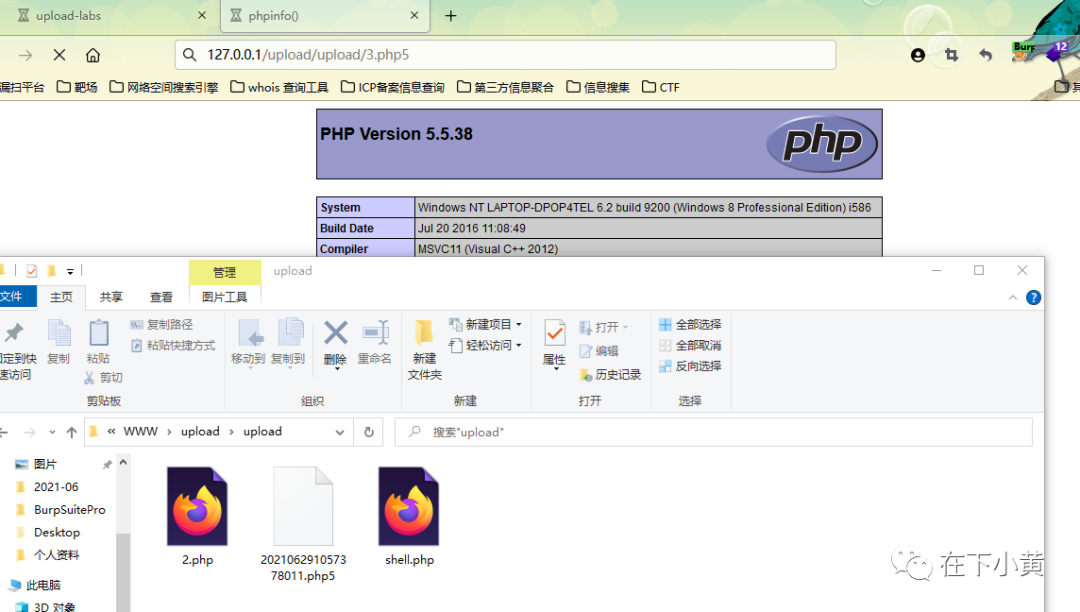 upload-labs
phpinfo()
127.0.0.1/upload/upload/3.php5
Burp
12
漏扫平台 靶场 网络空间搜索引擎 whois 查询工具 ICP备案信息查询 第三方信息聚合 信息搜集 CTF
PHP Version 5.5.38
php
System Windows NT LAPTOP-DPOP4TEL 6.2 build 9200 (Windows 8 Professional Edition) i586
Build Date Jul 20 2016 11:08:49
Compiler MSVC11 (Visual C++ 2012)
管理 upload
文件 主页 共享 查看 图片工具
固定到快
速访问
复制
粘贴
复制路径
粘贴快捷方式
剪切
剪贴板
移动到
复制到
删除
重命名
组织
新建
文件夹
新建项目
轻松访问
新建
属性
打开
编辑
历史记录
打开
全部选择
全部取消
反向选择
选择
« WWW › upload › upload
搜索"upload"
图片
2021-06
BurpSuitePro
Desktop
个人资料
此电脑
3D 对象
2.php
2021062910573
78011.php5
shell.php
在下小黄